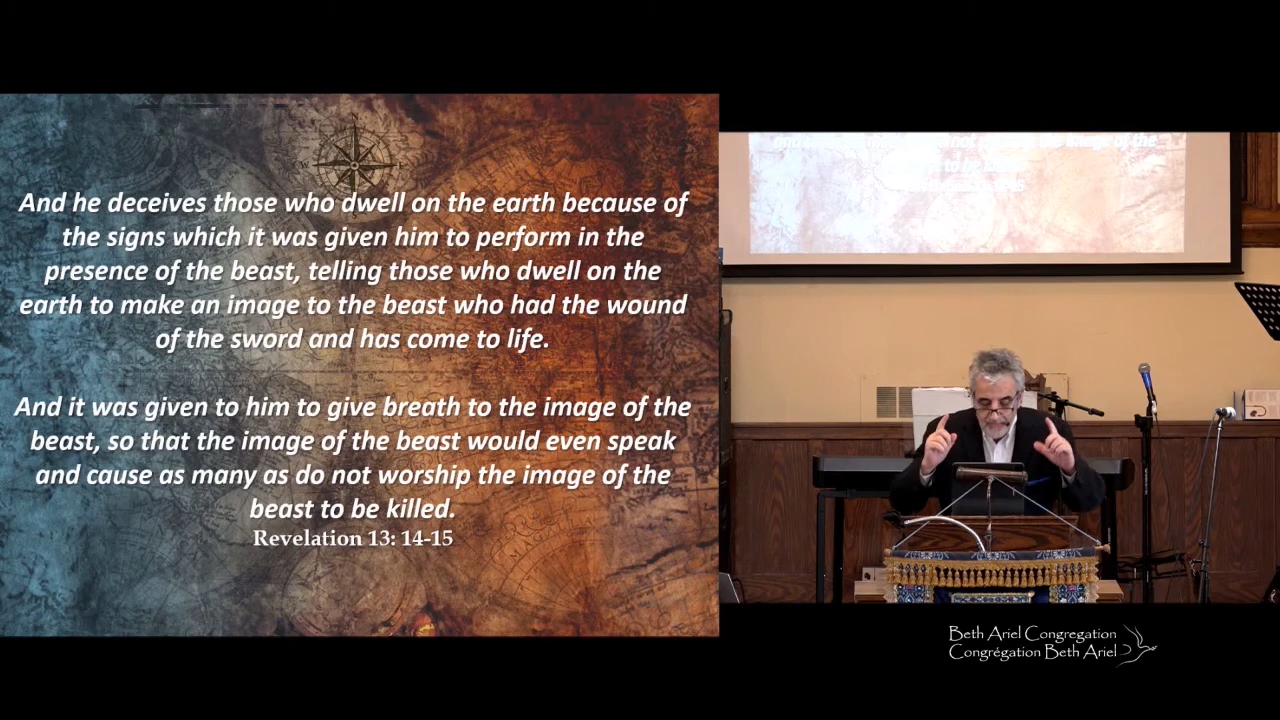 And he deceives those who dwell on the earth because of
the signs which it was given him to perform in the
presence of the beast, telling those who dwell on the
earth to make an image to the beast who had the wound
of the sword and has come to life.
And it was given to him to give breath to the image of the
beast, so that the image of the beast would even speak
and cause as many as do not worship the image of the
beast to be killed.
Revelation 13: 14-15
Beth Ariel Congregation
Congrégation Beth Ariel